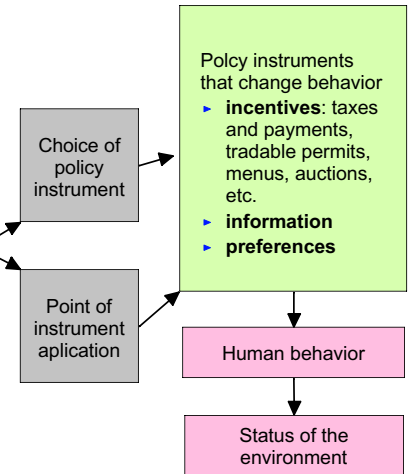 Polcy instruments
that change behavior
► incentives: taxes
and payments,
tradable permits,
menus, auctions,
etc.
► information
► preferences
Choice of
policy
instrument
Point of
instrument
aplication
Human behavior
Status of the
environment